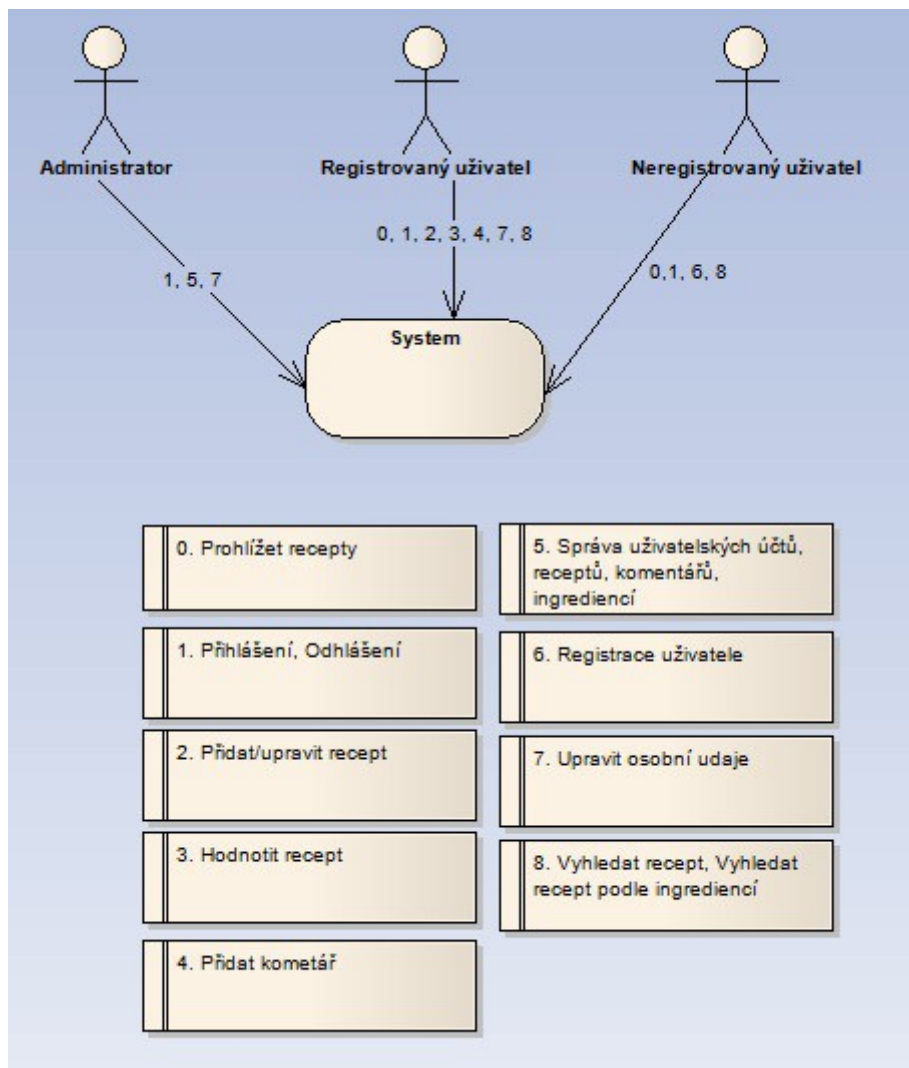 Administrator
Registrovaný uživatel
Neregistrovaný uživatel
1, 5, 7
0, 1, 2, 3, 4, 7, 8
0,1, 6, 8
System
0. Prohlížet recepty
1. Přihlášení, Odhlášení
2. Přidat/upravit recept
3. Hodnotit recept
4. Přidat kometář
5. Správa uživatelských účtů,
receptů, komentářů,
ingrediencí
6. Registrace uživatele
7. Upravit osobní udaje
8. Vyhledat recept, Vyhledat
recept podle ingrediencí